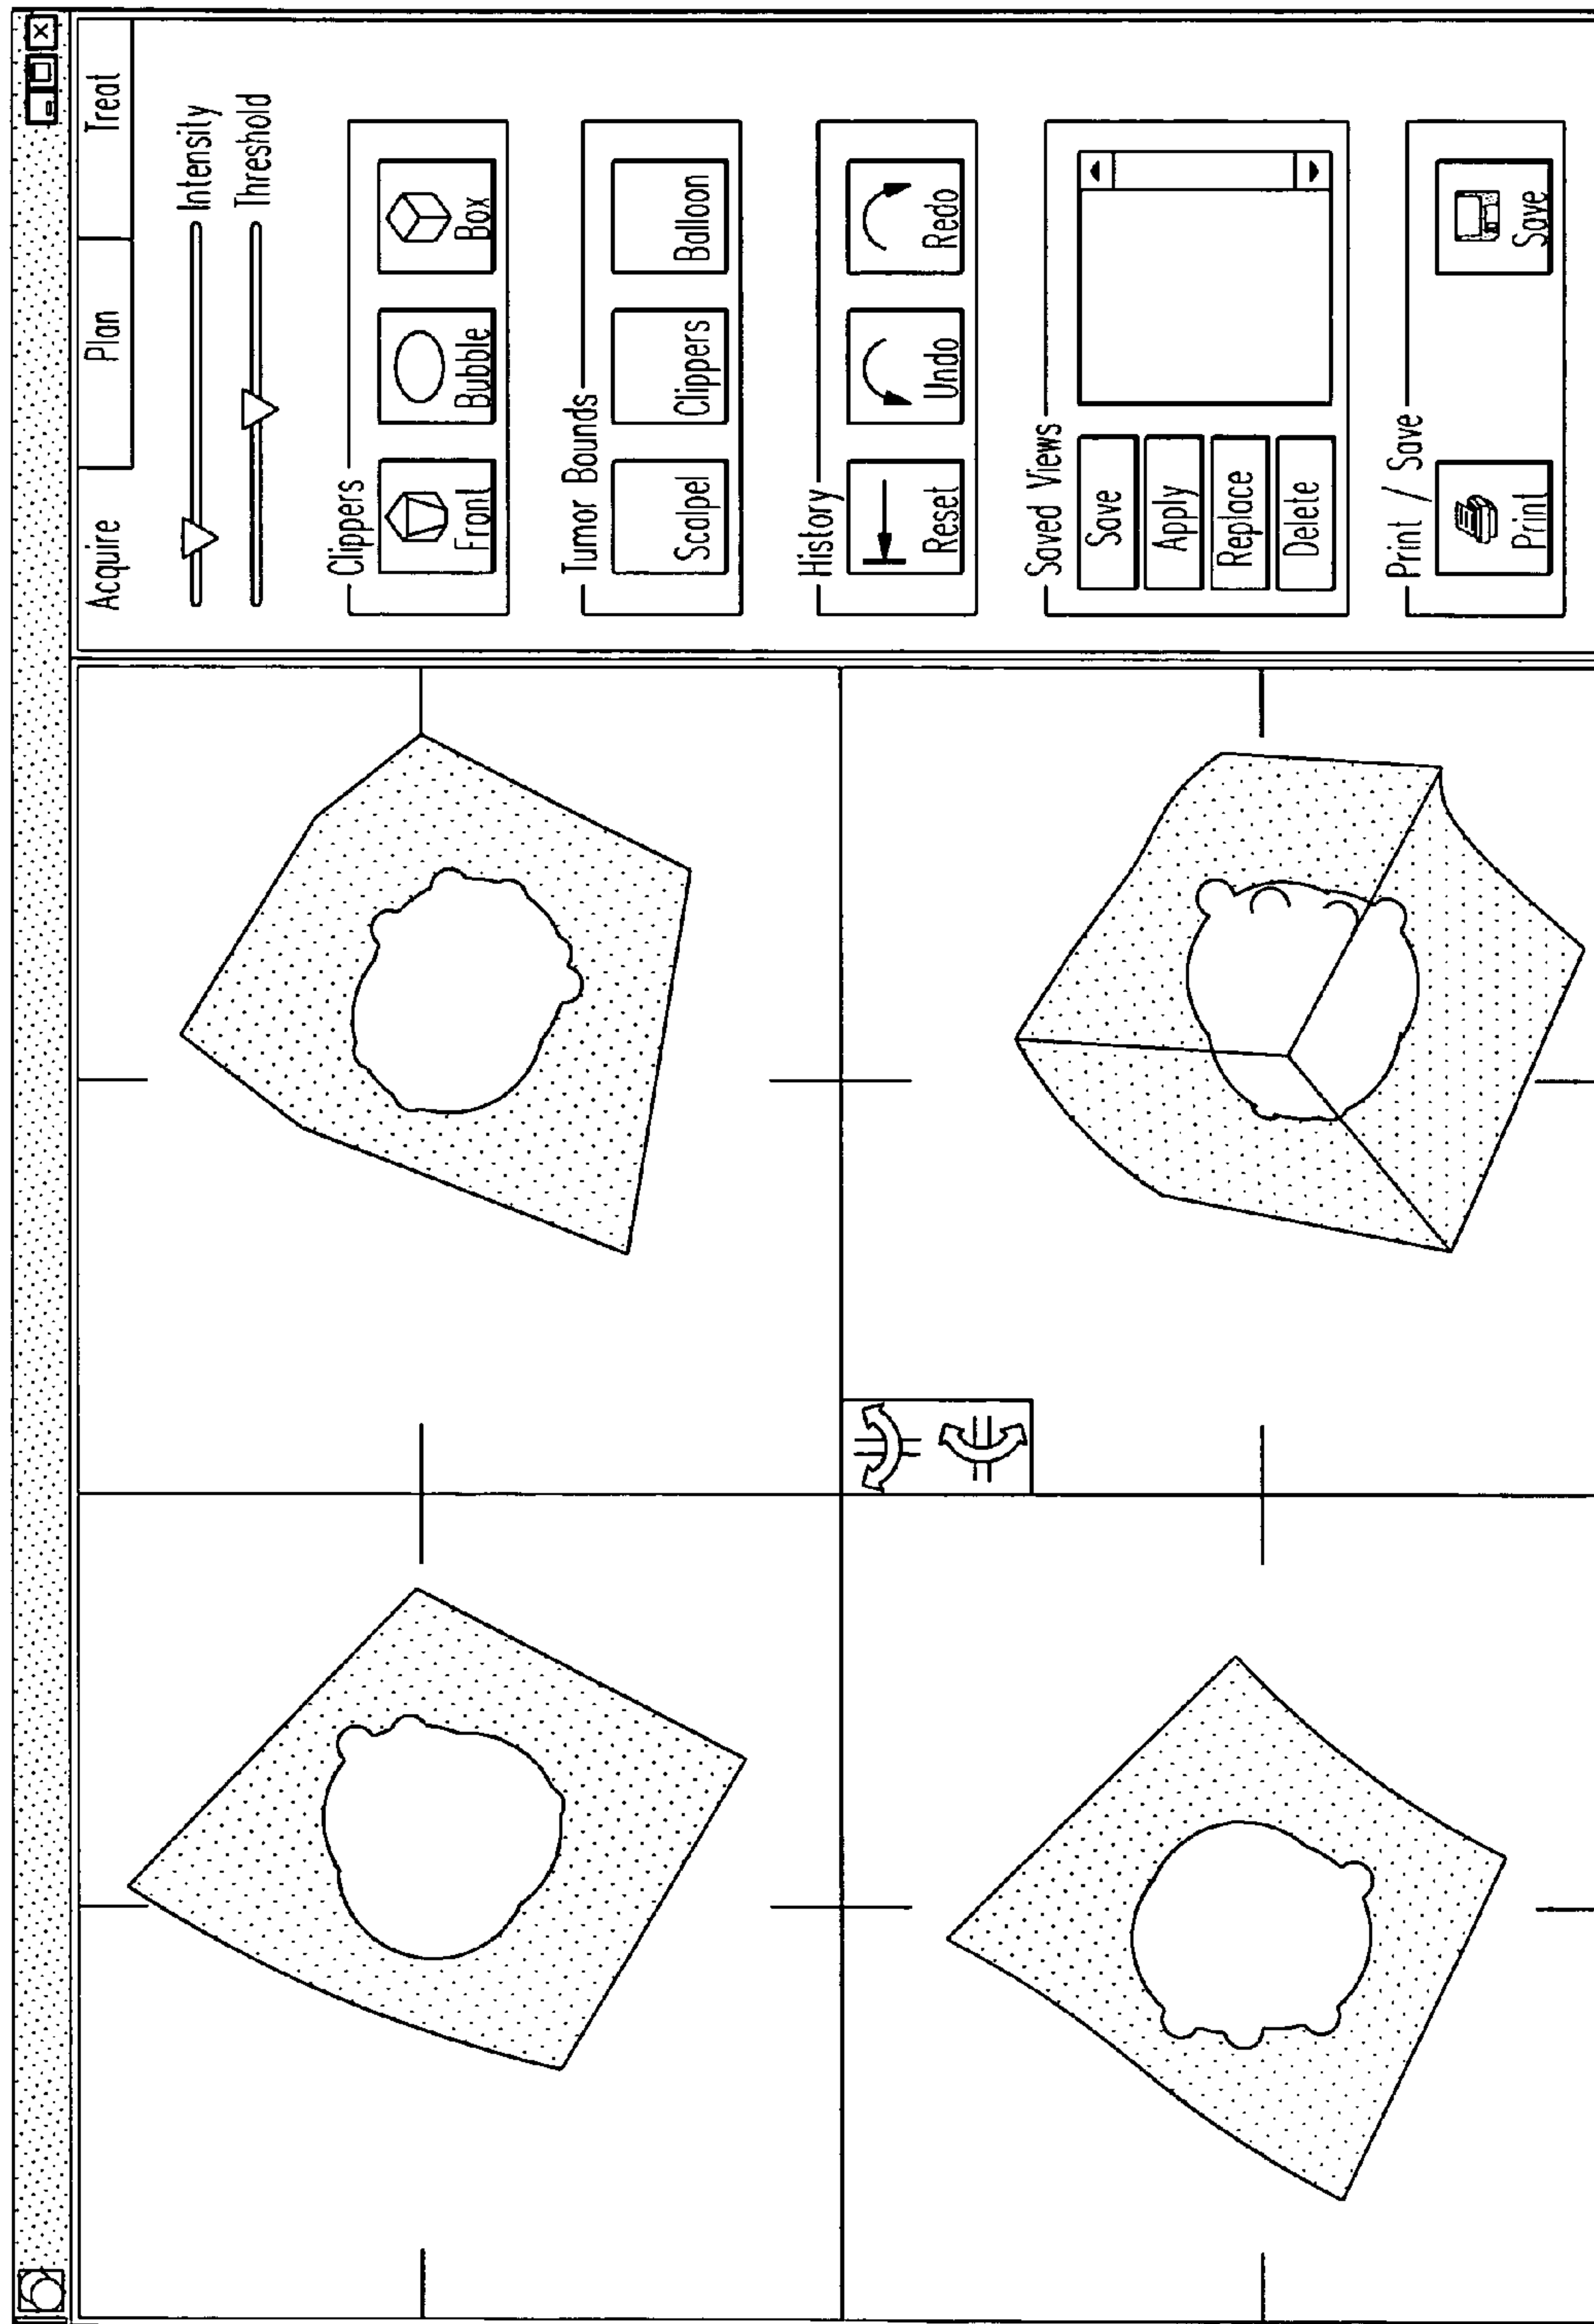 Acquire Plan Treat
Intensity
Threshold
Clippers
Front Bubble Box
Tumor Bounds
Scalpel Clippers Balloon
History
Reset Undo Redo
Saved Views
Save
Apply
Replace
Delete
Print / Save
Print Save